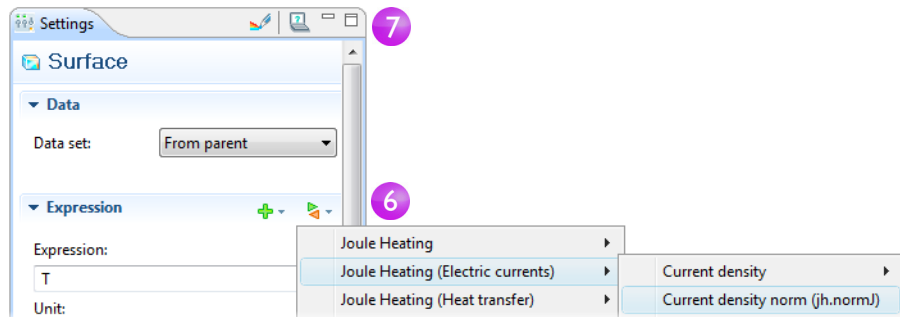 Settings
7
Surface
Data
Data set: From parent
Expression
6
Expression:
Joule Heating
T
Joule Heating (Electric currents)
Current density
Unit:
Joule Heating (Heat transfer)
Current density norm (jh.normJ)